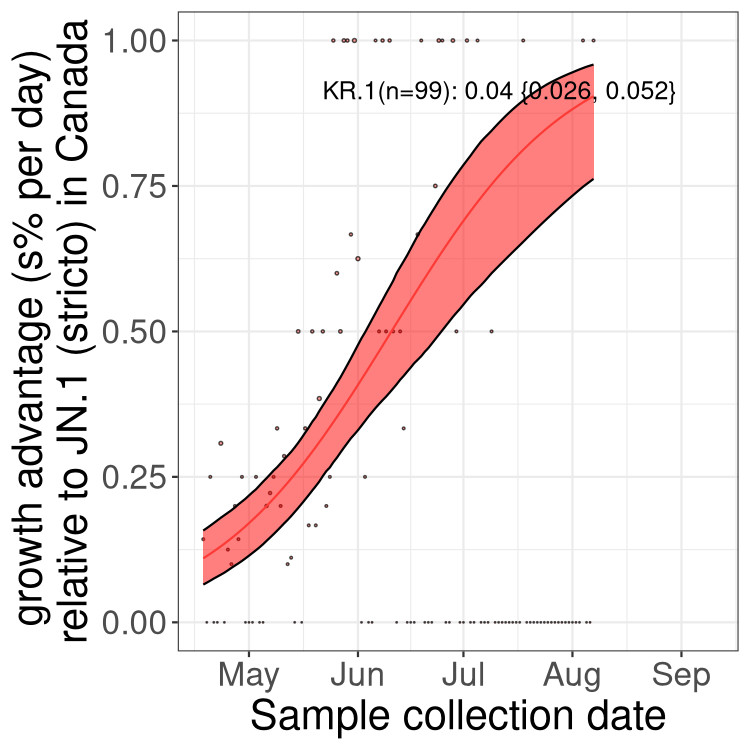 growth advantage (s% per day)
relative to JN.1 (stricto) in Canada
1.00
0.75
0.50
0.25
0.00
KR.1(n=99): 0.04 {0.026, 0.052}
May Jun Jul Aug Sep
Sample collection date